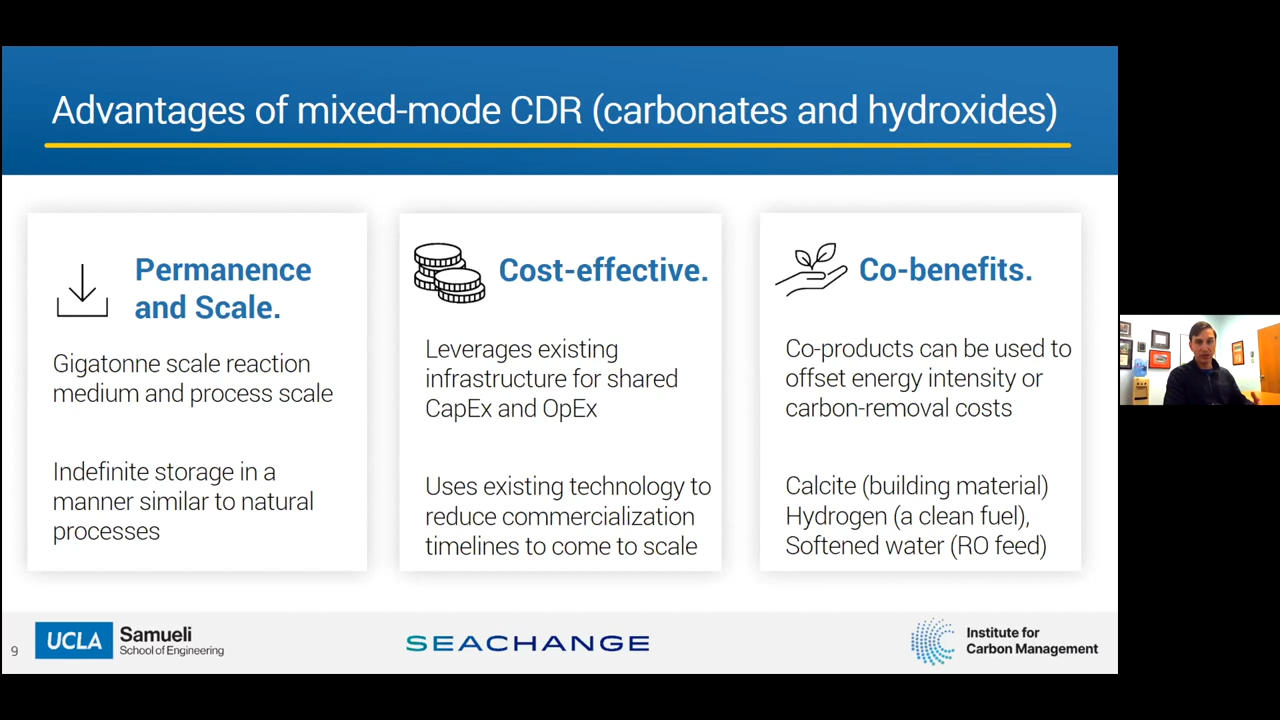 Advantages of mixed-mode CDR (carbonates and hydroxides)
Permanence
and Scale.
Gigatonne scale reaction
medium and process scale
Indefinite storage in a
manner similar to natural
processes
Cost-effective.
Leverages existing
infrastructure for shared
CapEx and OpEx
Uses existing technology to
reduce commercialization
timelines to come to scale
Co-benefits.
Co-products can be used to
offset energy intensity or
carbon-removal costs
Calcite (building material)
Hydrogen (a clean fuel),
Softened water (RO feed)
9
UCLA
Samueli
School of Engineering
SEACHANGE
Institute for
Carbon Management